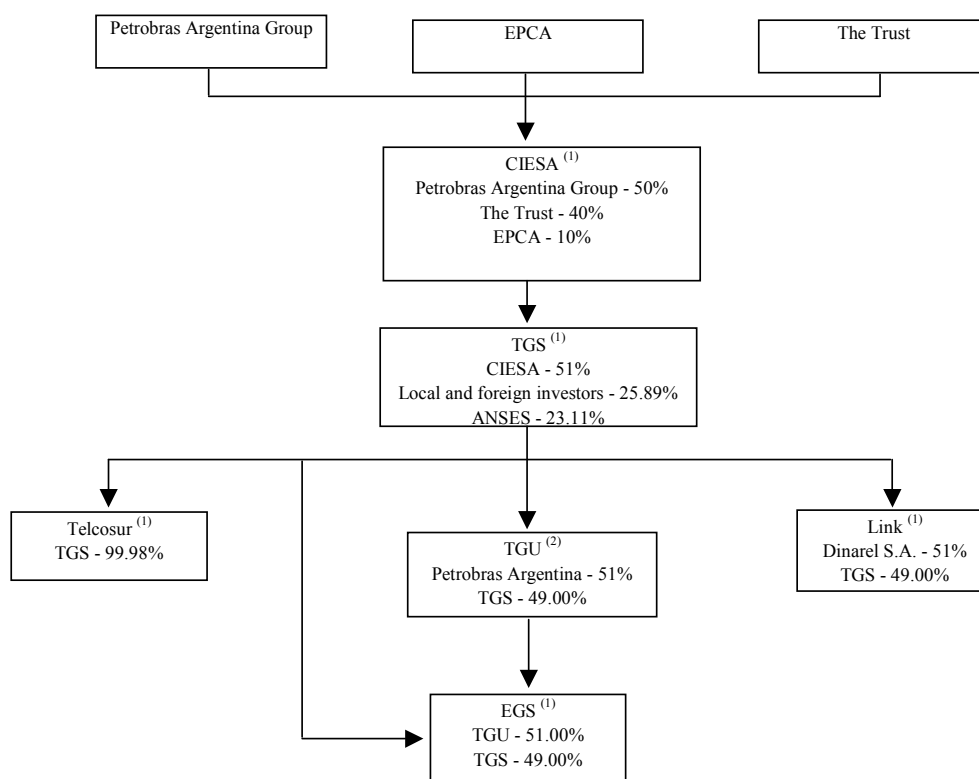 Petrobras Argentina Group
EPCA
The Trust
CIESA (1)
Petrobras Argentina Group - 50%
The Trust - 40%
EPCA - 10%
TGS (1)
CIESA - 51%
Local and foreign investors - 25.89%
ANSES - 23.11%
Telcosur (1)
TGS - 99.98%
TGU (2)
Petrobras Argentina - 51%
TGS - 49.00%
Link (1)
Dinarel S.A. - 51%
TGS - 49.00%
EGS (1)
TGU - 51.00%
TGS - 49.00%